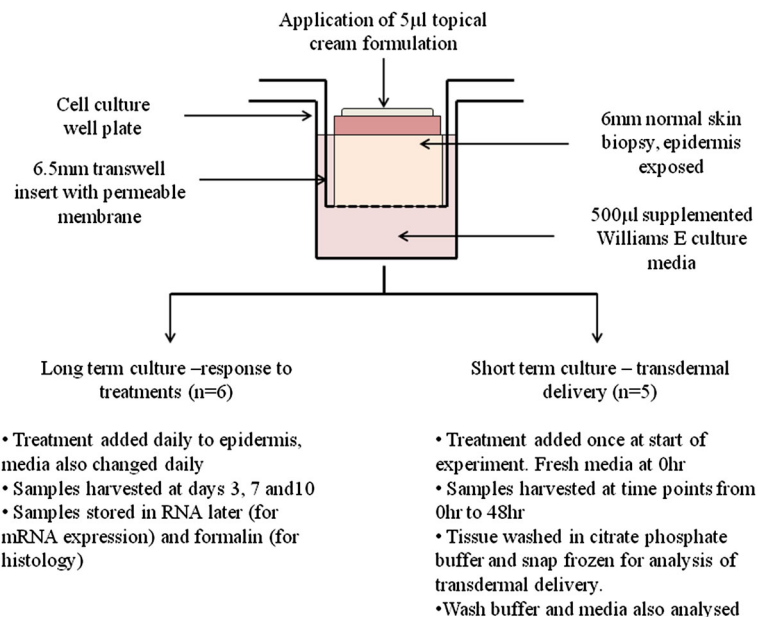 Application of 5µl topical
cream formulation
Cell culture
well plate
6.5mm transwell
insert with permeable
membrane
6mm normal skin
biopsy, epidermis
exposed
500µl supplemented
Williams E culture
media
Long term culture –response to
treatments (n=6)
• Treatment added daily to epidermis,
media also changed daily
• Samples harvested at days 3, 7 and10
• Samples stored in RNA later (for
mRNA expression) and formalin (for
histology)
Short term culture – transdermal
delivery (n=5)
• Treatment added once at start of
experiment. Fresh media at 0hr
• Samples harvested at time points from
0hr to 48hr
• Tissue washed in citrate phosphate
buffer and snap frozen for analysis of
transdermal delivery.
•Wash buffer and media also analysed